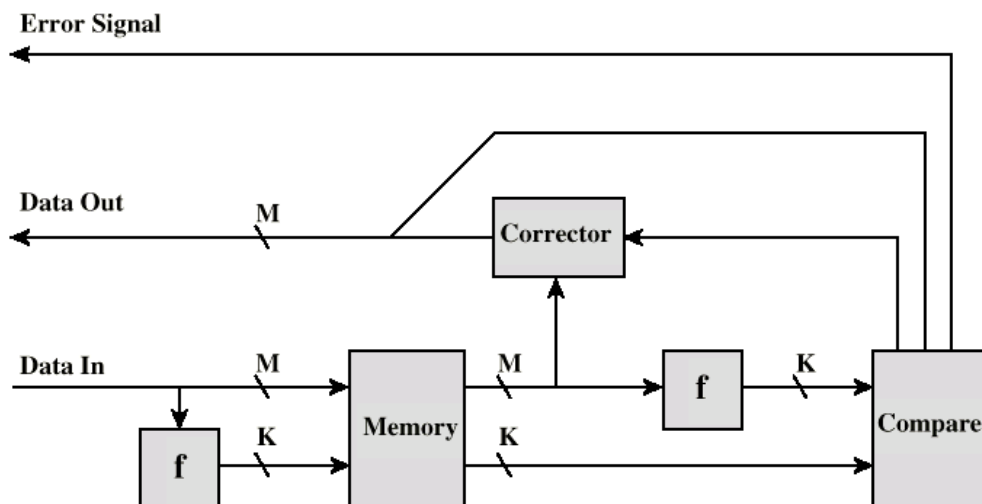 Error Signal
Data Out
M
Corrector
Data In
M
M
K
f
Memory
Compare
K
K
f